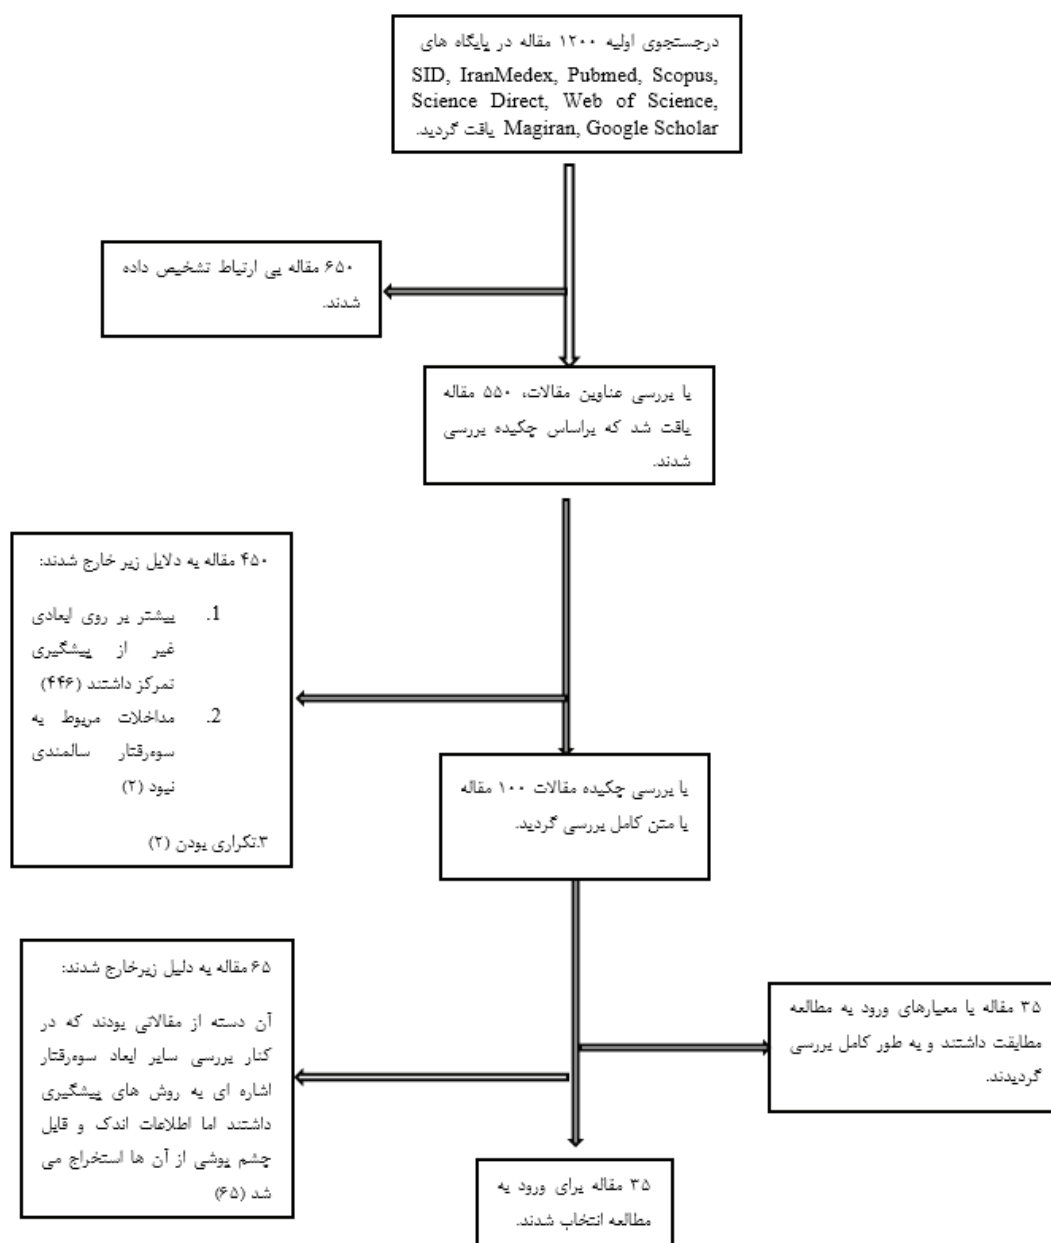 درجستجوی اولیه ۱۲۰۰ مقاله در پایگاه های
SID, IranMedex, Pubmed, Scopus,
Science Direct, Web of Science,
Magiran, Google Scholar یافت گردید.
۶۵۰ مقاله بی ارتباط تشخیص داده
شدند.
با بررسی عناوین مقالات، ۵۵۰ مقاله
یافت شد که براساس چکیده بررسی
شدند.
۴۵۰ مقاله به دلایل زیر خارج شدند:
1. بیشتر بر روی ابعادی
غیر از پیشگیری
تمرکز داشتند (۴۴۶)
2. مداخلات مربوط به
سوءرفتار سالمندی
نبود (۲)
۳.تکراری بودن (۲)
با بررسی چکیده مقالات ۱۰۰ مقاله
با متن کامل بررسی گردید.
۶۵ مقاله به دلیل زیرخارج شدند:
آن دسته از مقالاتی بودند که در
کنار بررسی سایر ابعاد سوءرفتار
اشاره ای به روش های پیشگیری
داشتند اما اطلاعات اندک و قابل
چشم پوشی از آن ها استخراج می
شد (۶۵)
۳۵ مقاله با معیارهای ورود به مطالعه
مطابقت داشتند و به طور کامل بررسی
گردیدند.
۳۵ مقاله برای ورود به
مطالعه انتخاب شدند.